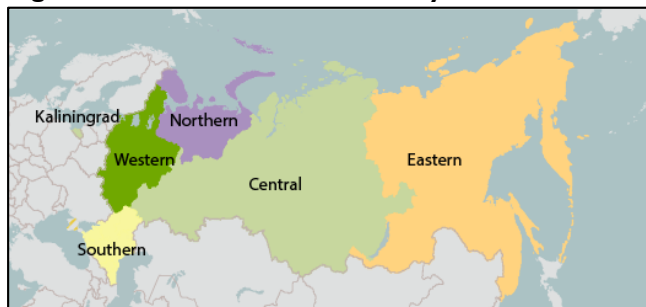 Kaliningrad
Northern
Western
Eastern
Central
Southern